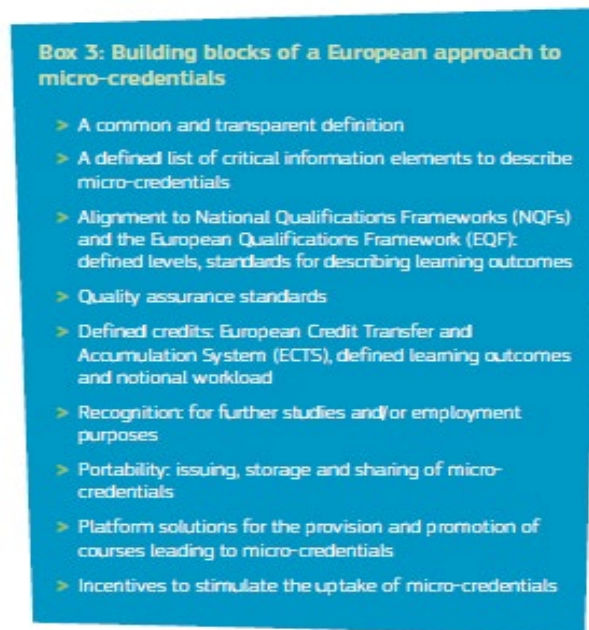 Box 3: Building blocks of a European approach to
micro-credentials
> A common and transparent definition
> A defined list of critical information elements to describe
micro-credentials
> Alignment to National Qualifications Frameworks (NQFs)
and the European Qualifications Framework (EQF):
defined levels, standards for describing learning outcomes
> Quality assurance standards
> Defined credits: European Credit Transfer and
Accumulation System (ECTS), defined learning outcomes
and notional workload
> Recognition: for further studies and/or employment
purposes
> Portability: issuing, storage and sharing of micro-
credentials
> Platform solutions for the provision and promotion of
courses leading to micro-credentials
> Incentives to stimulate the uptake of micro-credentials